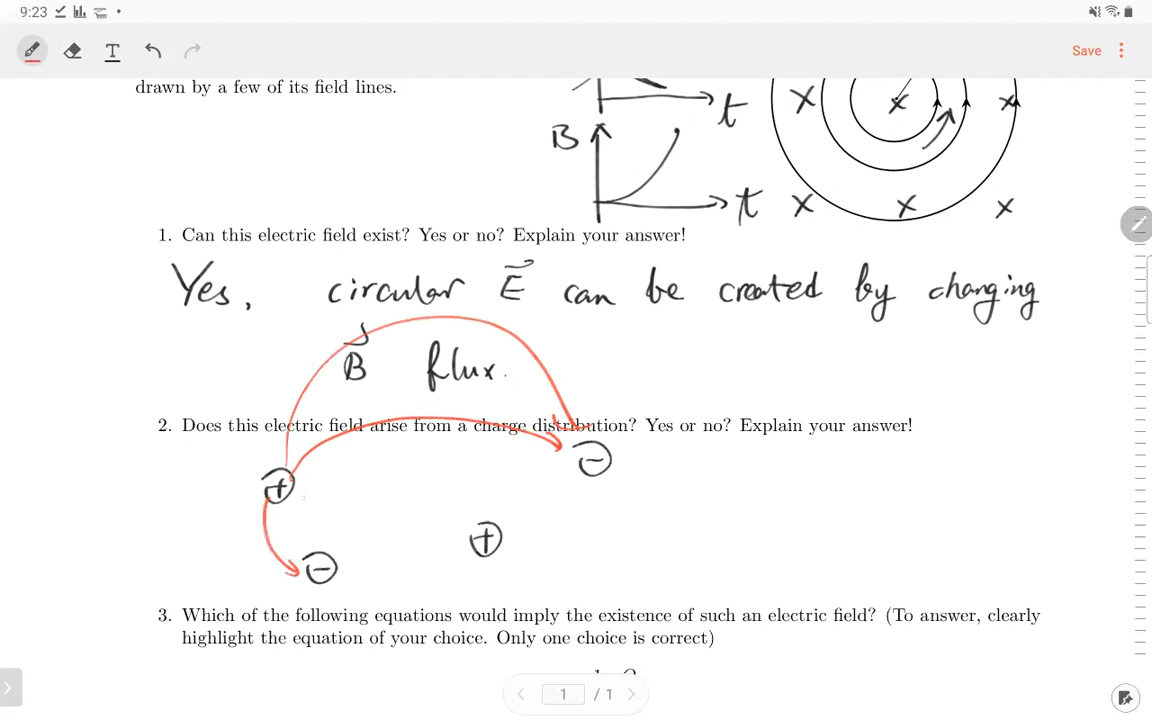 9:23
T
Save
drawn by a few of its field lines.
t
B
t
X
X
X
X
X
X
1. Can this electric field exist? Yes or no? Explain your answer!
Yes, circular E⃗ can be created by changing
B⃗ flux.
2. Does this electric field arise from a charge distribution? Yes or no? Explain your answer!
+
−
−
+
3. Which of the following equations would imply the existence of such an electric field? (To answer, clearly
highlight the equation of your choice. Only one choice is correct)
1 / 1